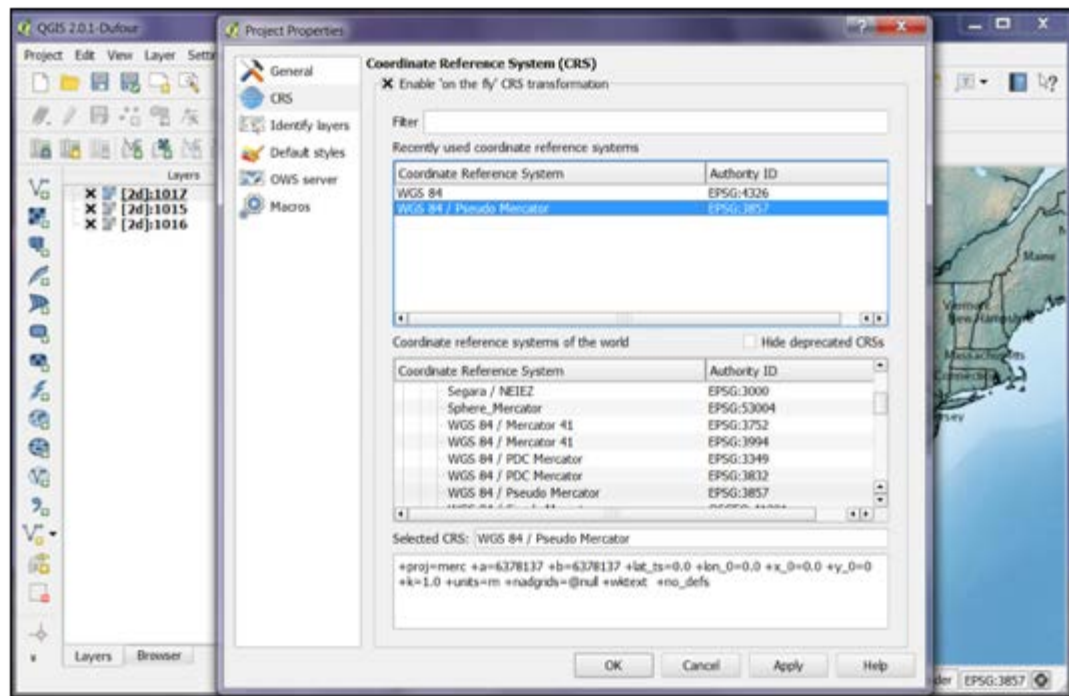 QGIS 2.0.1-Dufour
Project Properties
Project Edit View Layer
General
CRS
Identify layers
Default styles
OWS server
Macros
Coordinate Reference System (CRS)
Enable 'on the fly' CRS transformation
Filter
Recently used coordinate reference systems
Coordinate Reference System Authority ID
WGS 84 EPSG:4326
WGS 84 / Pseudo Mercator EPSG:3857
Coordinate reference systems of the world
Hide deprecated CRSs
Coordinate Reference System Authority ID
Segara / NEIEZ EPSG:3000
Sphere_Mercator EPSG:53004
WGS 84 / Mercator 41 EPSG:3752
WGS 84 / Mercator 41 EPSG:3994
WGS 84 / PDC Mercator EPSG:3349
WGS 84 / PDC Mercator EPSG:3832
WGS 84 / Pseudo Mercator EPSG:3857
Selected CRS: WGS 84 / Pseudo Mercator
+proj=merc +a=6378137 +b=6378137 +lat_ts=0.0 +lon_0=0.0 +x_0=0.0 +y_0=0
+k=1.0 +units=m +nadgrids=@null +wktext +no_defs
OK Cancel Apply Help
Layers
[2d]:1017
[2d]:1015
[2d]:1016
Layers Browser
Maine
Vermont
New Hampshire
Massachusetts
EPSG:3857